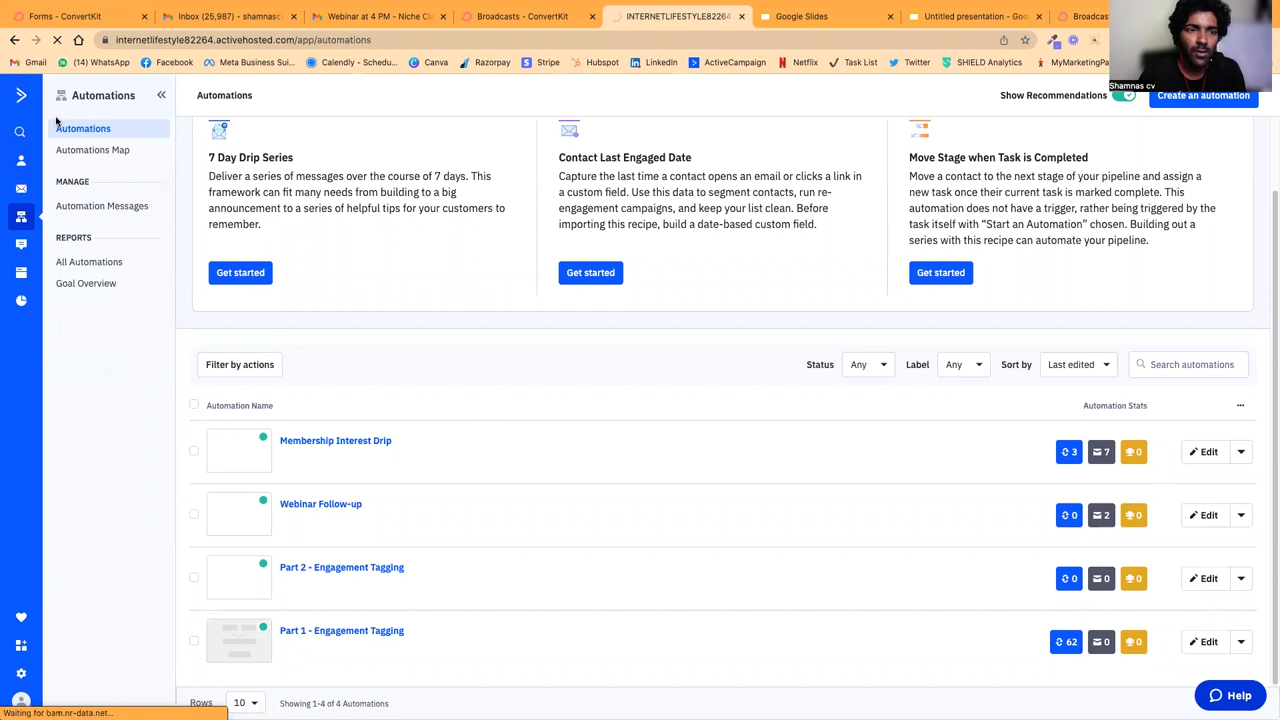 Forms - ConvertKit
Inbox (25,987) - shamnasc
Webinar at 4 PM - Niche Cla
Broadcasts - ConvertKit
INTERNETLIFESTYLE82264
Google Slides
Untitled presentation - Goo
Broadcas
internetlifestyle82264.activehosted.com/app/automations
Gmail
(14) WhatsApp
Facebook
Meta Business Sui...
Calendly - Schedu...
Canva
Razorpay
Stripe
Hubspot
LinkedIn
ActiveCampaign
Netflix
Task List
Twitter
SHIELD Analytics
MyMarketingPa
Shamnas cv
Automations
Automations
Show Recommendations
Create an automation
Automations
Automations Map
MANAGE
Automation Messages
REPORTS
All Automations
Goal Overview
7 Day Drip Series
Deliver a series of messages over the course of 7 days. This
framework can fit many needs from building to a big
announcement to a series of helpful tips for your customers to
remember.
Get started
Contact Last Engaged Date
Capture the last time a contact opens an email or clicks a link in
a custom field. Use this data to segment contacts, run re-
engagement campaigns, and keep your list clean. Before
importing this recipe, build a date-based custom field.
Get started
Move Stage when Task is Completed
Move a contact to the next stage of your pipeline and assign a
new task once their current task is marked complete. This
automation does not have a trigger, rather being triggered by the
task itself with “Start an Automation” chosen. Building out a
series with this recipe can automate your pipeline.
Get started
Filter by actions
Status
Any
Label
Any
Sort by
Last edited
Search automations
Automation Name
Automation Stats
Membership Interest Drip
3
7
0
Edit
Webinar Follow-up
0
2
0
Edit
Part 2 - Engagement Tagging
0
0
0
Edit
Part 1 - Engagement Tagging
62
0
0
Edit
Rows
10
Showing 1-4 of 4 Automations
Help
Waiting for bam.nr-data.net...